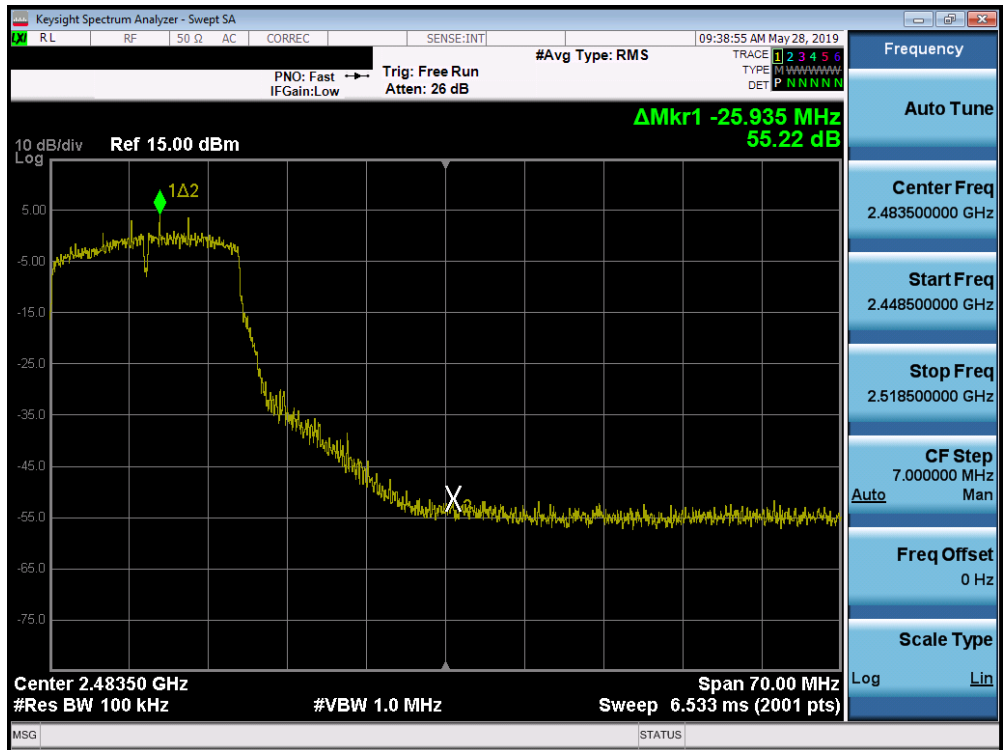 Keysight Spectrum Analyzer - Swept SA
LXI RL RF 50 Ω AC CORREC SENSE:INT 09:38:55 AM May 28, 2019
#Avg Type: RMS TRACE 1 2 3 4 5 6
PNO: Fast Trig: Free Run TYPE M WWWWW
IFGain:Low Atten: 26 dB DET P N N N N N
ΔMkr1 -25.935 MHz
10 dB/div Ref 15.00 dBm 55.22 dB
Log
1Δ2
5.00
-5.00
-15.0
-25.0
-35.0
-45.0
X2
-55.0
-65.0
-75.0
Center 2.48350 GHz Span 70.00 MHz
#Res BW 100 kHz #VBW 1.0 MHz Sweep 6.533 ms (2001 pts)
MSG STATUS
Frequency
Auto Tune
Center Freq
2.483500000 GHz
Start Freq
2.448500000 GHz
Stop Freq
2.518500000 GHz
CF Step
7.000000 MHz
Auto Man
Freq Offset
0 Hz
Scale Type
Log Lin